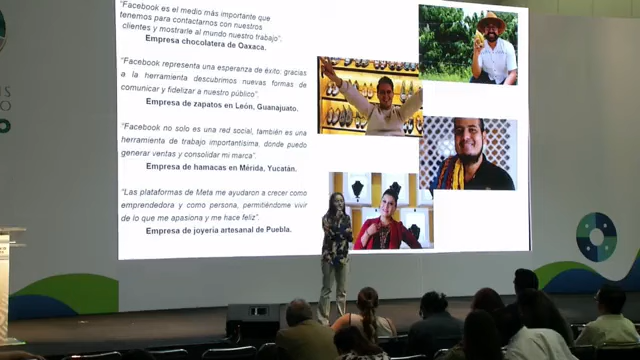 “Facebook es el medio más importante que
tenemos para contactarnos con nuestros
clientes y mostrarle al mundo nuestro trabajo”.
Empresa chocolatera de Oaxaca.
“Facebook representa una esperanza de éxito: gracias
a la herramienta descubrimos nuevas formas de
comunicar y fidelizar a nuestro público”.
Empresa de zapatos en León, Guanajuato.
“Facebook no solo es una red social, también es una
herramienta de trabajo importantísima, donde puedo
generar ventas y consolidar mi marca”.
Empresa de hamacas en Mérida, Yucatán.
“Las plataformas de Meta me ayudaron a crecer como
emprendedora y como persona, permitiéndome vivir
de lo que me apasiona y me hace feliz”.
Empresa de joyería artesanal de Puebla.